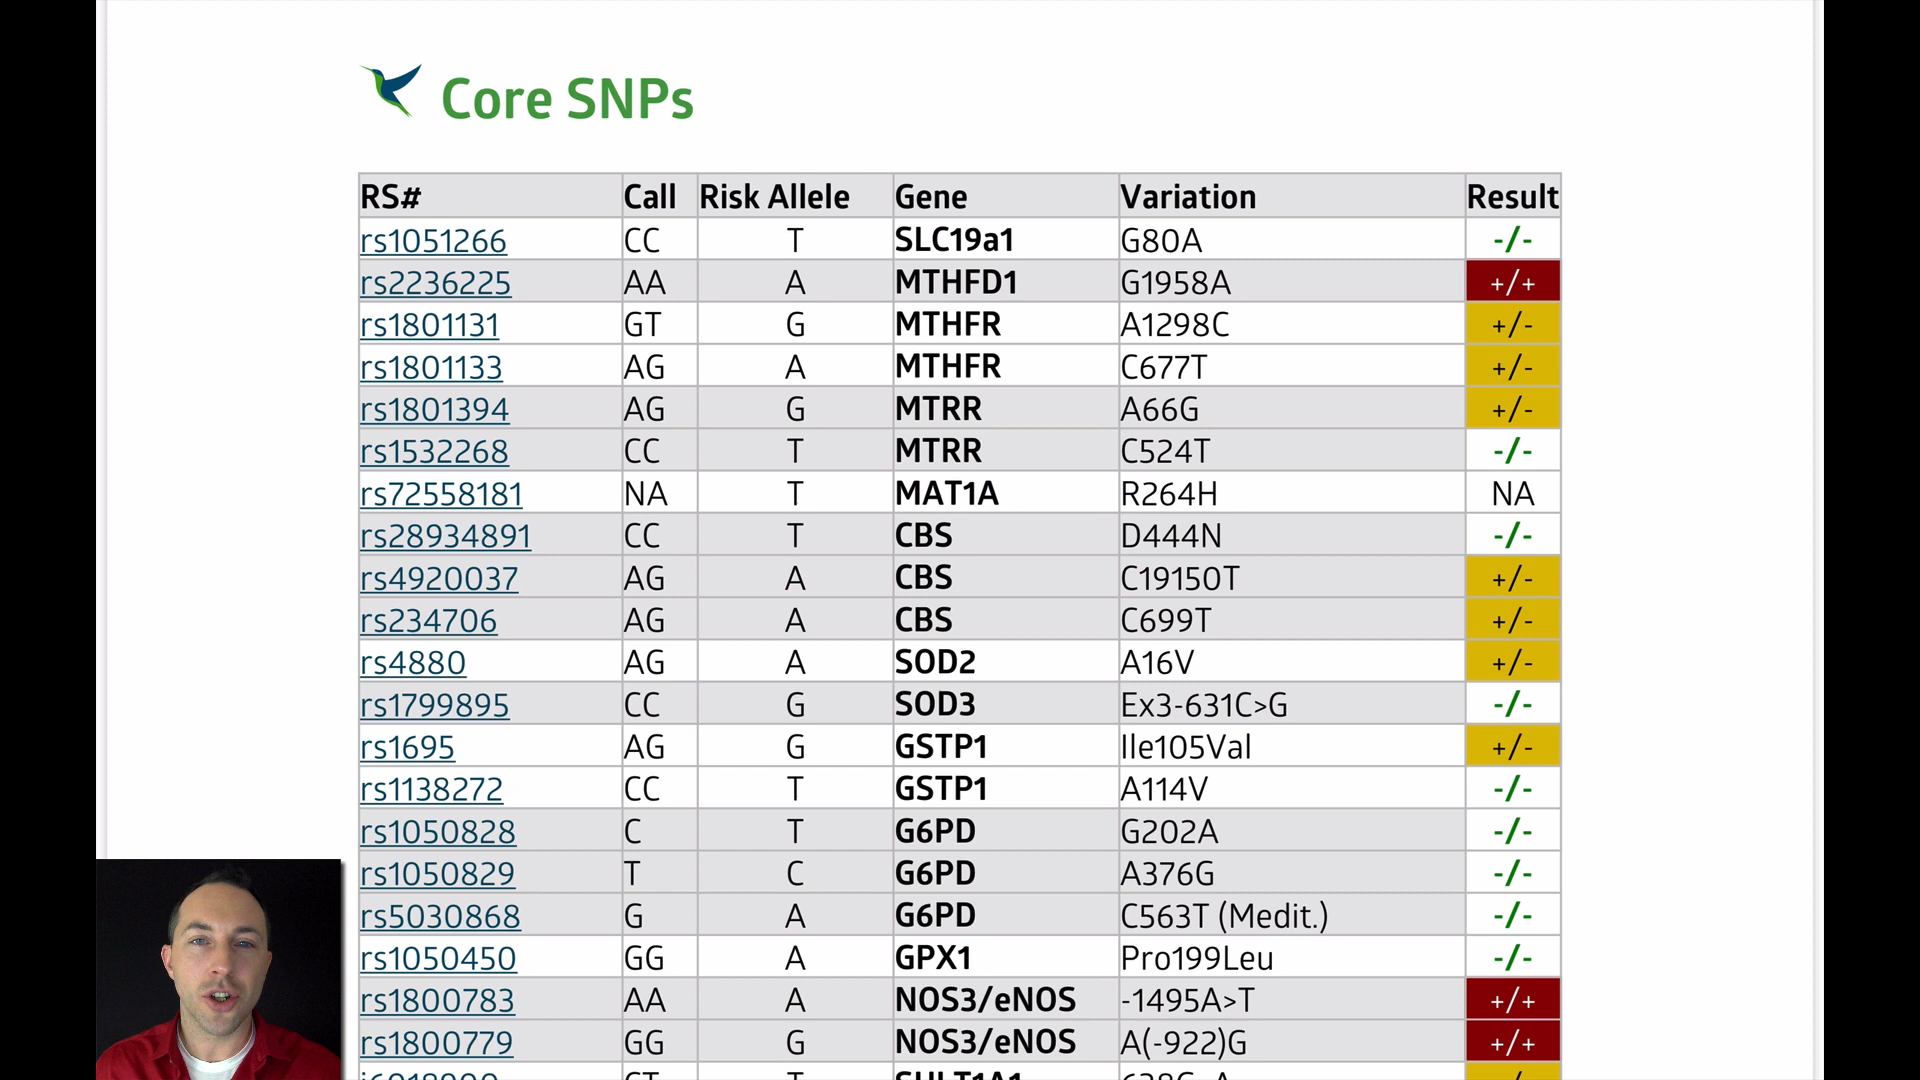 Core SNPs
RS# Call Risk Allele Gene Variation Result
rs1051266 CC T SLC19a1 G80A -/-
rs2236225 AA A MTHFD1 G1958A +/+
rs1801131 GT G MTHFR A1298C +/-
rs1801133 AG A MTHFR C677T +/-
rs1801394 AG G MTRR A66G +/-
rs1532268 CC T MTRR C524T -/-
rs72558181 NA T MAT1A R264H NA
rs28934891 CC T CBS D444N -/-
rs4920037 AG A CBS C19150T +/-
rs234706 AG A CBS C699T +/-
rs4880 AG A SOD2 A16V +/-
rs1799895 CC G SOD3 Ex3-631C>G -/-
rs1695 AG G GSTP1 Ile105Val +/-
rs1138272 CC T GSTP1 A114V -/-
rs1050828 C T G6PD G202A -/-
rs1050829 T C G6PD A376G -/-
rs5030868 G A G6PD C563T (Medit.) -/-
rs1050450 GG A GPX1 Pro199Leu -/-
rs1800783 AA A NOS3/eNOS -1495A>T +/+
rs1800779 GG G NOS3/eNOS A(-922)G +/+